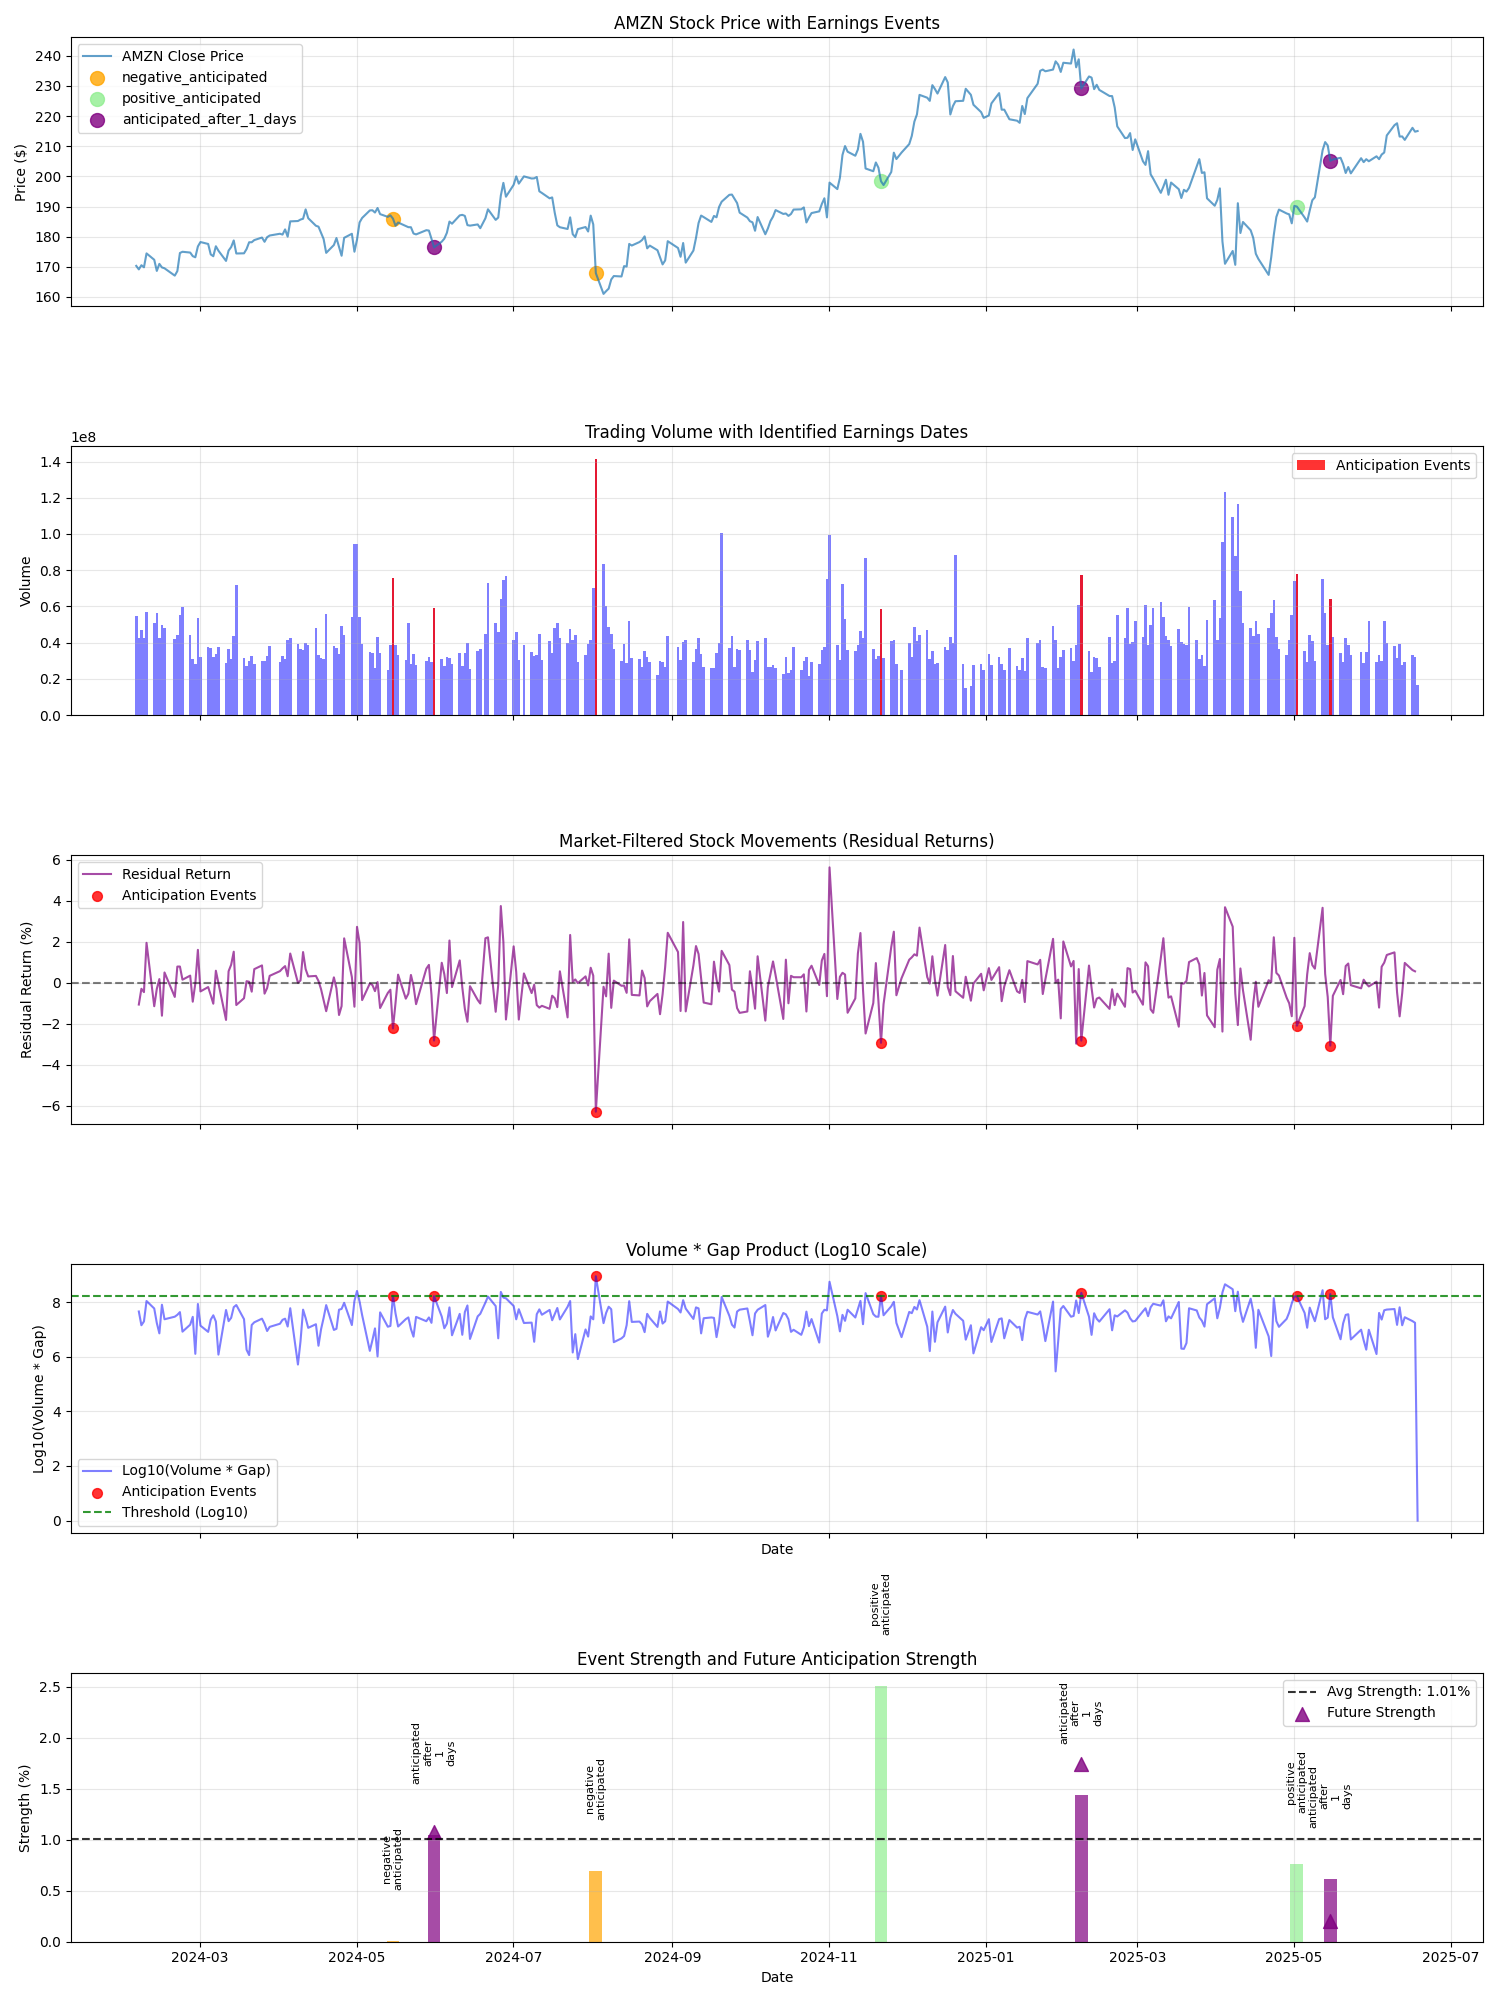 AMZN Stock Price with Earnings Events
Price ($)
240
230
220
210
200
190
180
170
160
AMZN Close Price
negative_anticipated
positive_anticipated
anticipated_after_1_days
Trading Volume with Identified Earnings Dates
1e8
Volume
1.4
1.2
1.0
0.8
0.6
0.4
0.2
0.0
Anticipation Events
Market-Filtered Stock Movements (Residual Returns)
Residual Return (%)
6
4
2
0
−2
−4
−6
Residual Return
Anticipation Events
Volume * Gap Product (Log10 Scale)
Log10(Volume * Gap)
8
6
4
2
0
Log10(Volume * Gap)
Anticipation Events
Threshold (Log10)
Date
positive
anticipated
Event Strength and Future Anticipation Strength
Strength (%)
2.5
2.0
1.5
1.0
0.5
0.0
Avg Strength: 1.01%
Future Strength
negative
anticipated
anticipated
after
1
days
negative
anticipated
anticipated
after
1
days
positive
anticipated
anticipated
after
1
days
2024-03
2024-05
2024-07
2024-09
2024-11
2025-01
2025-03
2025-05
2025-07
Date